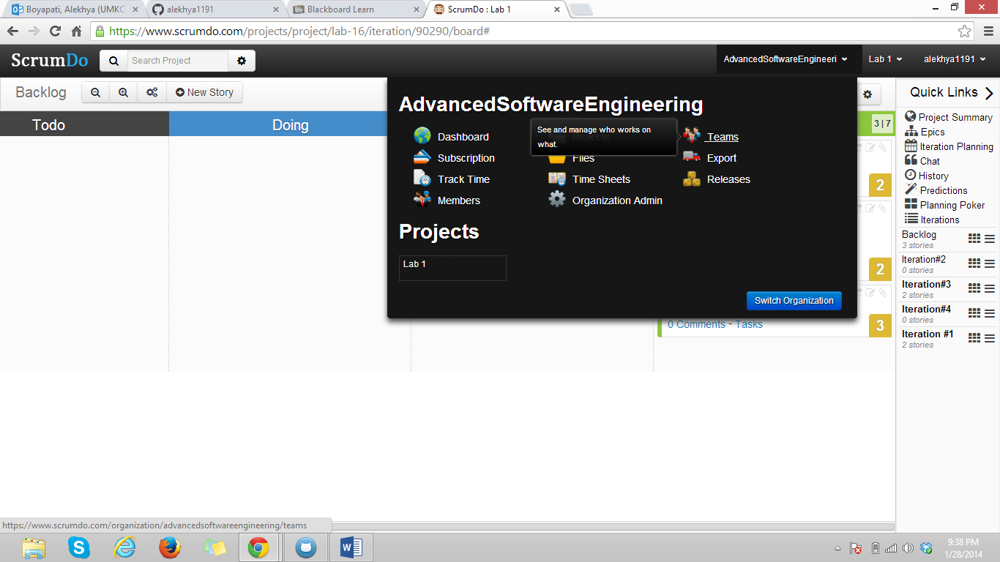 Boyapati, Alekhya (UMKC
alekhya1191
Blackboard Learn
ScrumDo : Lab 1
https://www.scrumdo.com/projects/project/lab-16/iteration/90290/board#
ScrumDo
Search Project
AdvancedSoftwareEngineeri
Lab 1
alekhya1191
Backlog
New Story
Todo
Doing
3 | 7
2
2
3
0 Comments - Tasks
AdvancedSoftwareEngineering
Dashboard
Projects
Teams
See and manage who works on
what.
Subscription
Files
Export
Track Time
Time Sheets
Releases
Members
Organization Admin
Projects
Lab 1
Switch Organization
Quick Links
Project Summary
Epics
Iteration Planning
Chat
History
Predictions
Planning Poker
Iterations
Backlog
3 stories
Iteration#2
0 stories
Iteration#3
2 stories
Iteration#4
0 stories
Iteration #1
2 stories
https://www.scrumdo.com/organization/advancedsoftwareengineering/teams
9:38 PM
1/28/2014